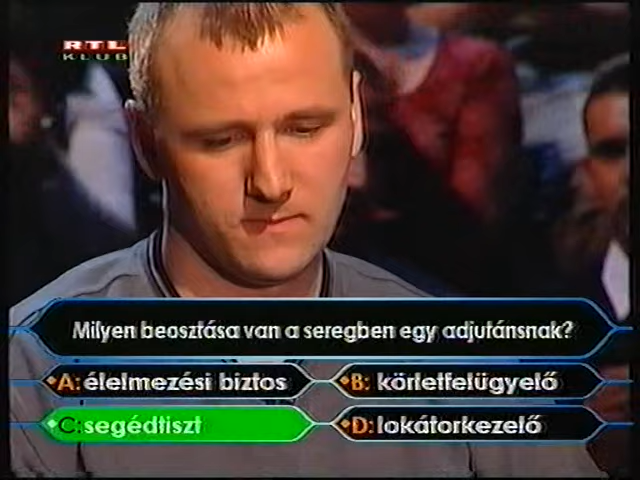 RTL
KLUB
Milyen beosztása van a seregben egy adjutánsnak?
A: élelmezési biztos
B: körletfelügyelő
C: segédtiszt
D: lokátorkezelő